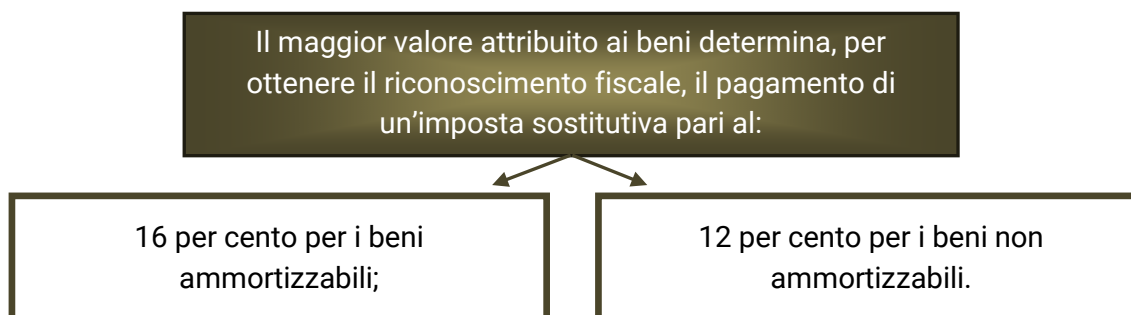 Il maggior valore attribuito ai beni determina, per
ottenere il riconoscimento fiscale, il pagamento di
un’imposta sostitutiva pari al:
16 per cento per i beni
ammortizzabili;
12 per cento per i beni non
ammortizzabili.